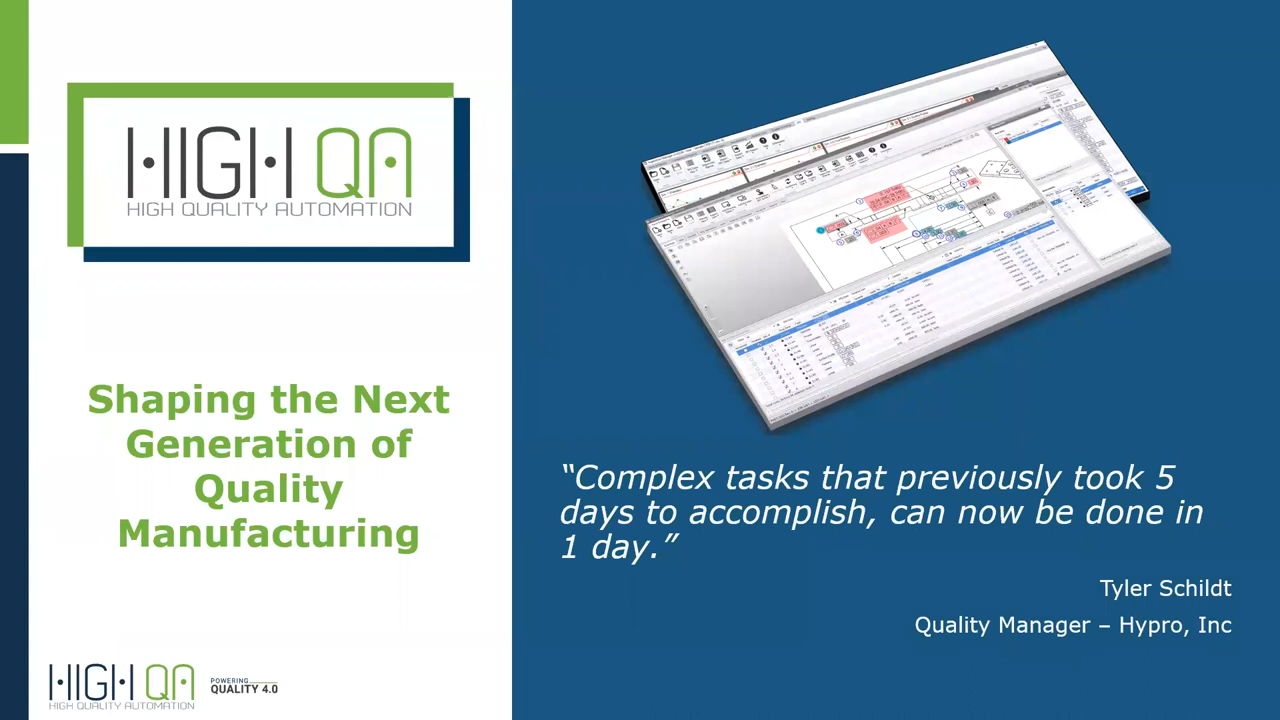 HIGH QA
HIGH QUALITY AUTOMATION
Shaping the Next
Generation of
Quality
Manufacturing
“Complex tasks that previously took 5
days to accomplish, can now be done in
1 day.”
Tyler Schildt
Quality Manager – Hypro, Inc
HIGH QA
HIGH QUALITY AUTOMATION
POWERING
QUALITY 4.0